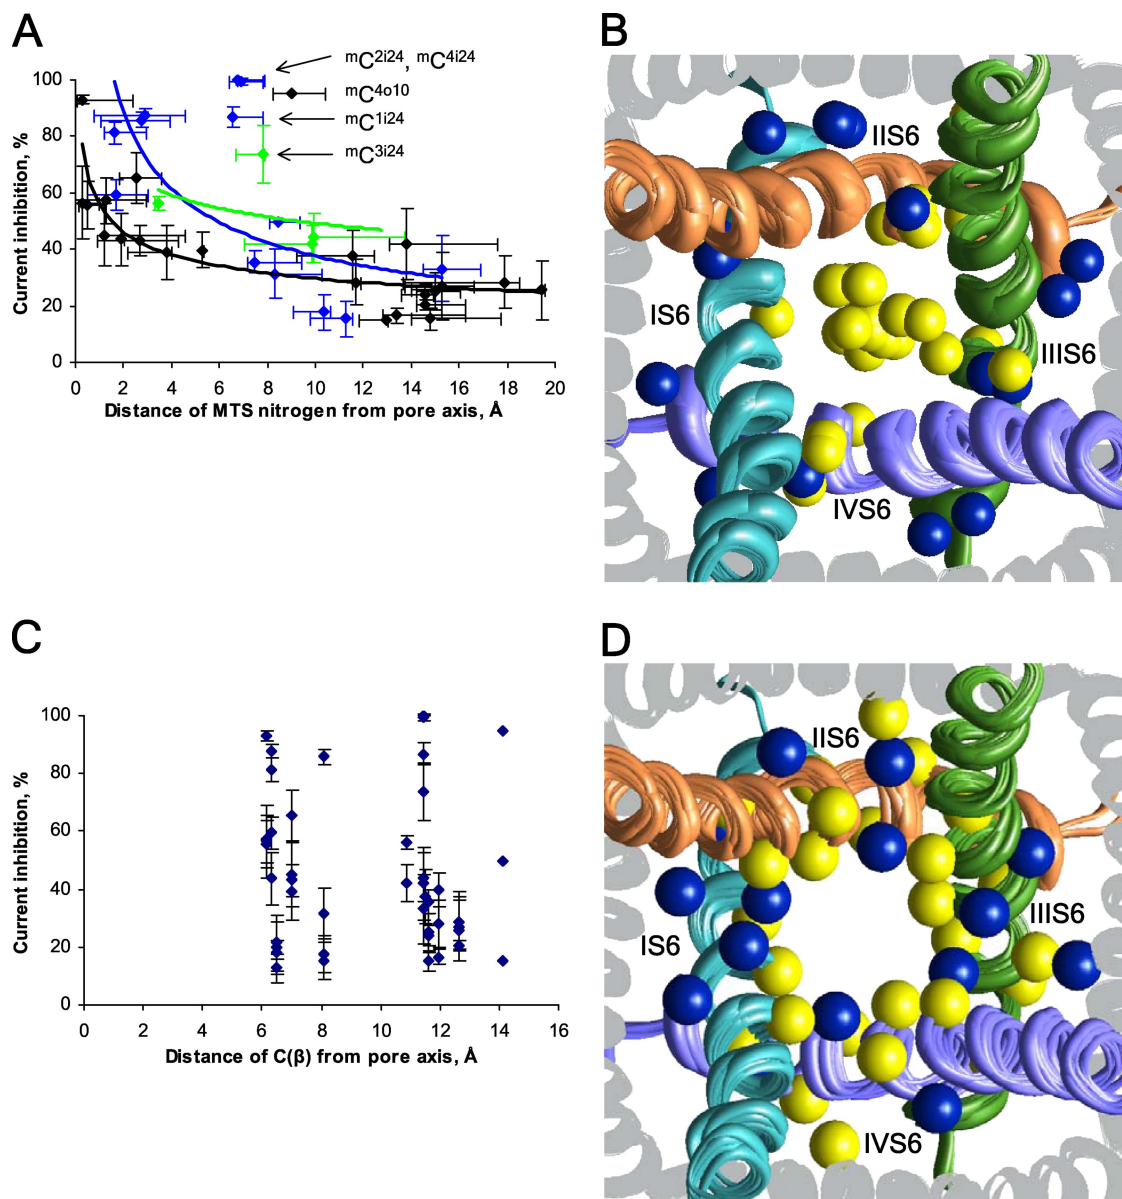 A
100
80
60
40
20
0
Current inhibition, %
0 2 4 6 8 10 12 14 16 18 20
Distance of MTS nitrogen from pore axis, Å
mC2i24, mC4i24
mC4o10
mC1i24
mC3i24
B
IIS6
IS6
IIIS6
IVS6
C
100
80
60
40
20
0
Current inhibition, %
0 2 4 6 8 10 12 14 16
Distance of C(β) from pore axis, Å
D
IIS6
IIIS6
IS6
IVS6